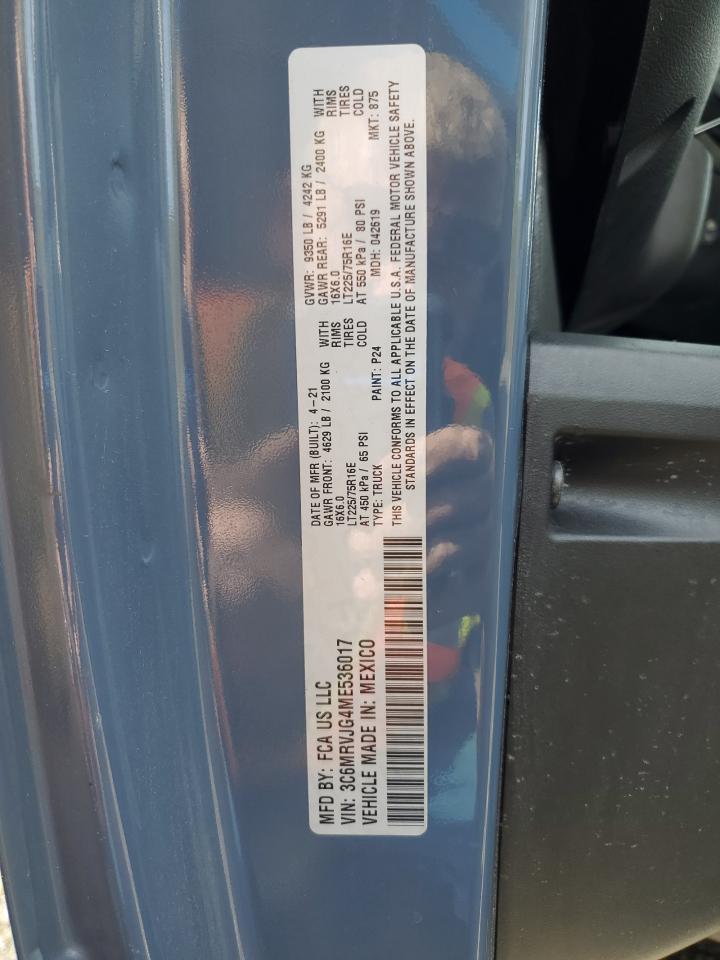 MFD BY: FCA US LLC
VIN: 3C6MRVJG4ME536017
VEHICLE MADE IN: MEXICO
DATE OF MFR (BUILT): 4-21 GVWR: 9350 LB / 4242 KG
GAWR FRONT: 4629 LB / 2100 KG WITH GAWR REAR: 5291 LB / 2400 KG WITH
16X6.0 RIMS 16X6.0 RIMS
LT225/75R16E TIRES LT225/75R16E TIRES
AT 450 kPa / 65 PSI COLD AT 550 kPa / 80 PSI COLD
TYPE: TRUCK PAINT: P24 MDH: 042619 MKT: 875
THIS VEHICLE CONFORMS TO ALL APPLICABLE U.S.A. FEDERAL MOTOR VEHICLE SAFETY
STANDARDS IN EFFECT ON THE DATE OF MANUFACTURE SHOWN ABOVE.